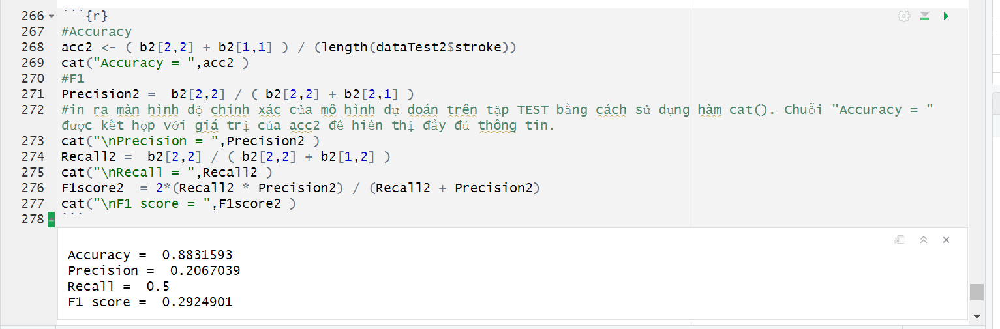 266 ```{r}
267 #Accuracy
268 acc2 <- ( b2[2,2] + b2[1,1] ) / (length(dataTest2$stroke))
269 cat("Accuracy = ",acc2 )
270 #F1
271 Precision2 =  b2[2,2] / ( b2[2,2] + b2[2,1] )
272 #in ra màn hình độ chính xác của mô hình dự đoán trên tập TEST bằng cách sử dụng hàm cat(). Chuỗi "Accuracy = "
được kết hợp với giá trị của acc2 để hiển thị đầy đủ thông tin.
273 cat("\nPrecision = ",Precision2 )
274 Recall2 =  b2[2,2] / ( b2[2,2] + b2[1,2] )
275 cat("\nRecall = ",Recall2 )
276 F1score2  = 2*(Recall2 * Precision2) / (Recall2 + Precision2)
277 cat("\nF1 score = ",F1score2 )
278 ```
Accuracy =  0.8831593
Precision =  0.2067039
Recall =  0.5
F1 score =  0.2924901